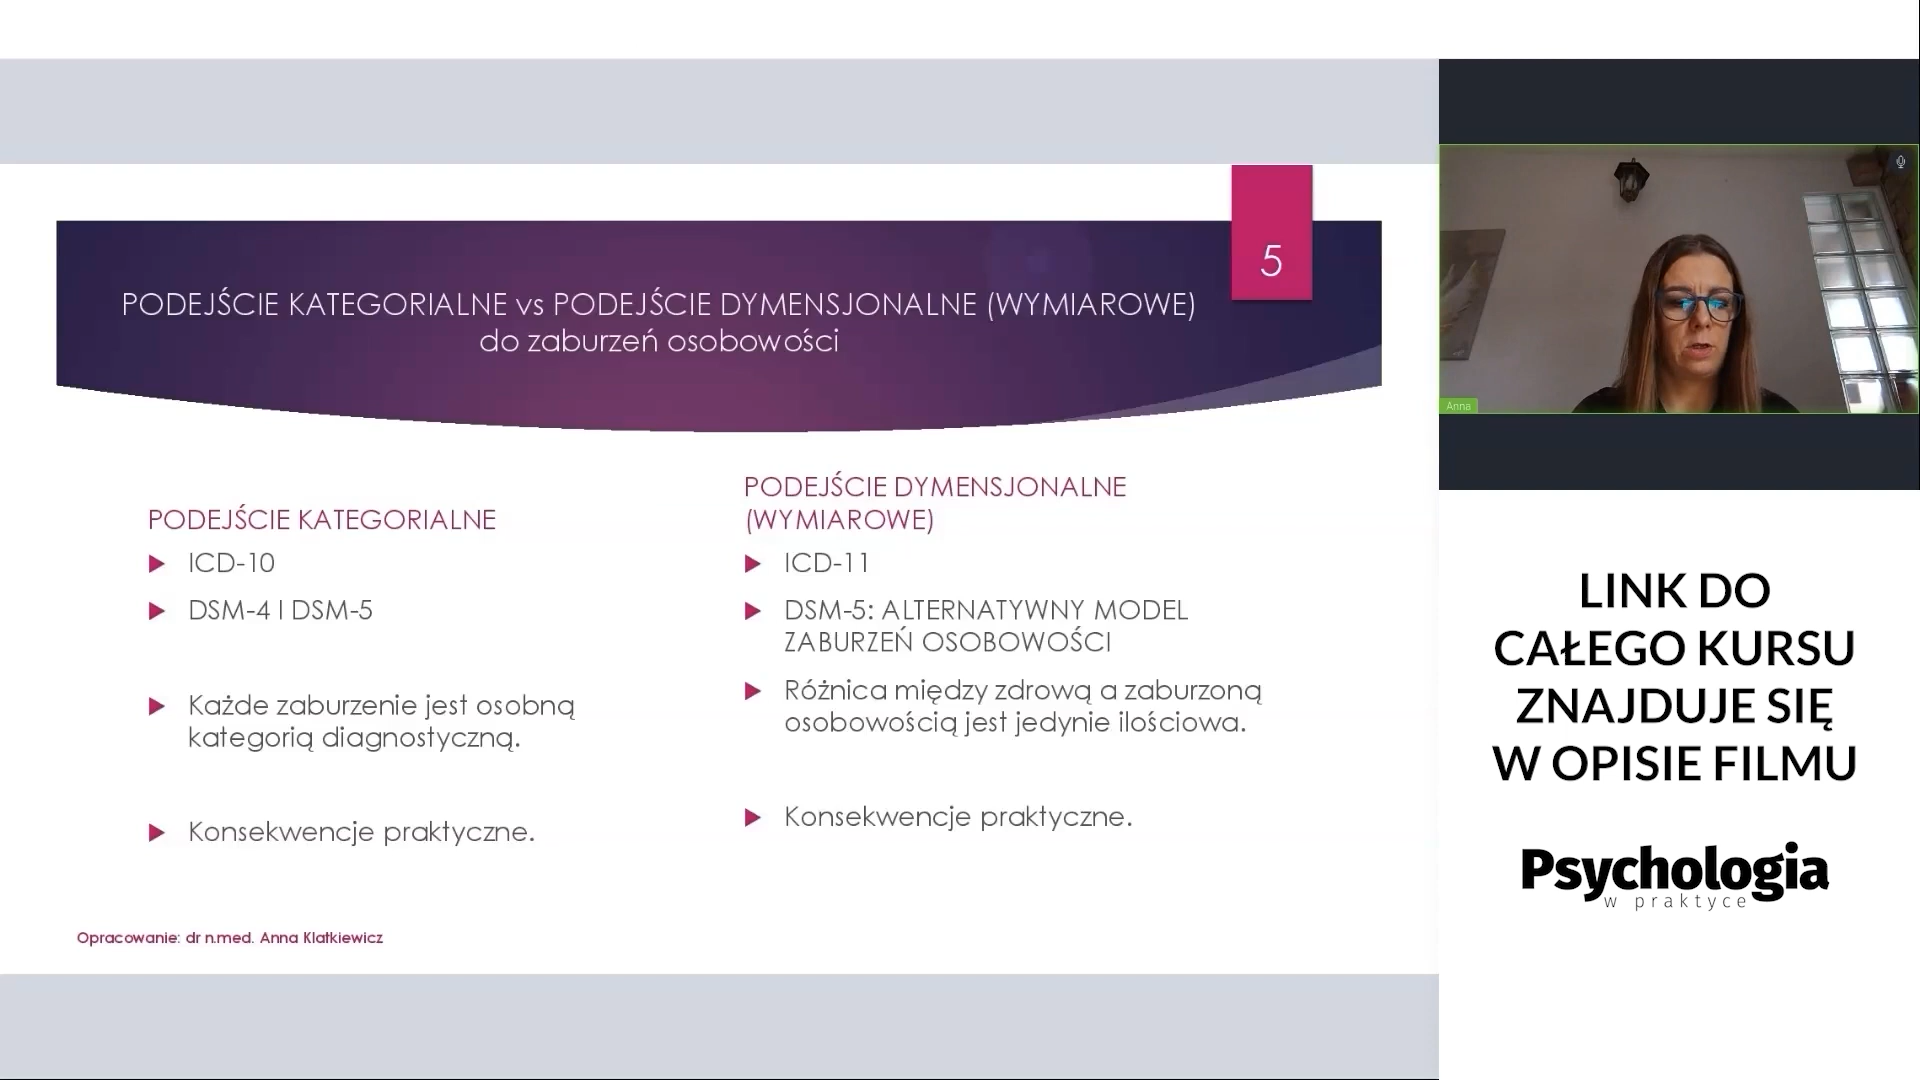 5
PODEJŚCIE KATEGORIALNE vs PODEJŚCIE DYMENSJONALNE (WYMIAROWE)
do zaburzeń osobowości
PODEJŚCIE KATEGORIALNE
ICD-10
DSM-4 I DSM-5
Każde zaburzenie jest osobną
kategorią diagnostyczną.
Konsekwencje praktyczne.
PODEJŚCIE DYMENSJONALNE
(WYMIAROWE)
ICD-11
DSM-5: ALTERNATYWNY MODEL
ZABURZEŃ OSOBOWOŚCI
Różnica między zdrową a zaburzoną
osobowością jest jedynie ilościowa.
Konsekwencje praktyczne.
Opracowanie: dr n.med. Anna Klatkiewicz
Anna
LINK DO
CAŁEGO KURSU
ZNAJDUJE SIĘ
W OPISIE FILMU
Psychologia
w praktyce